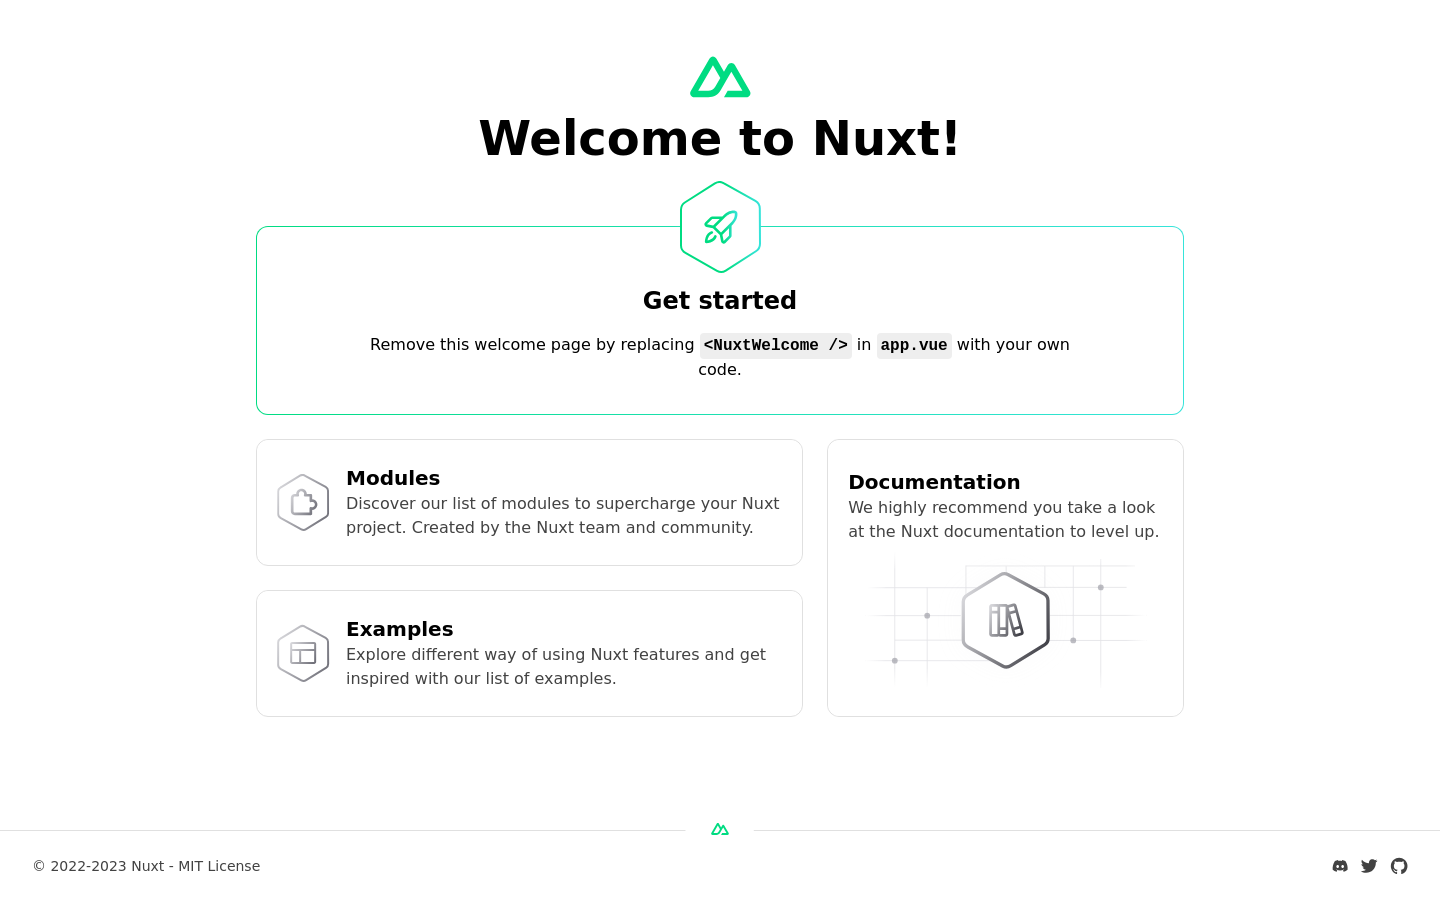 Welcome to Nuxt!
Get started
Remove this welcome page by replacing <NuxtWelcome /> in app.vue with your own
code.
Modules
Discover our list of modules to supercharge your Nuxt
project. Created by the Nuxt team and community.
Examples
Explore different way of using Nuxt features and get
inspired with our list of examples.
Documentation
We highly recommend you take a look
at the Nuxt documentation to level up.
© 2022-2023 Nuxt - MIT License